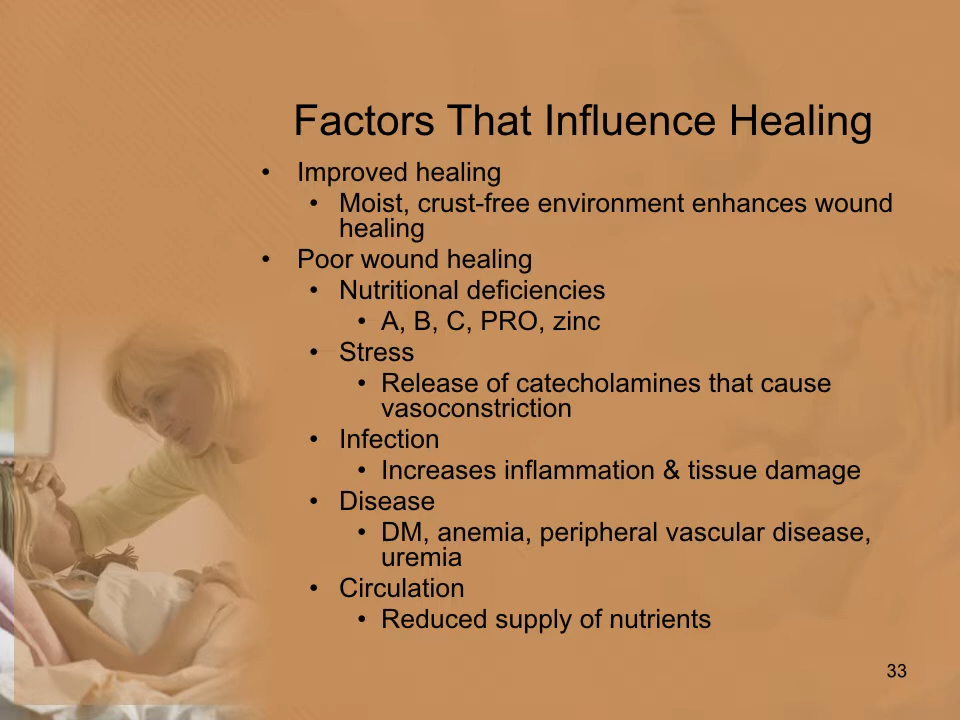 Factors That Influence Healing
• Improved healing
• Moist, crust-free environment enhances wound
healing
• Poor wound healing
• Nutritional deficiencies
• A, B, C, PRO, zinc
• Stress
• Release of catecholamines that cause
vasoconstriction
• Infection
• Increases inflammation & tissue damage
• Disease
• DM, anemia, peripheral vascular disease,
uremia
• Circulation
• Reduced supply of nutrients
33